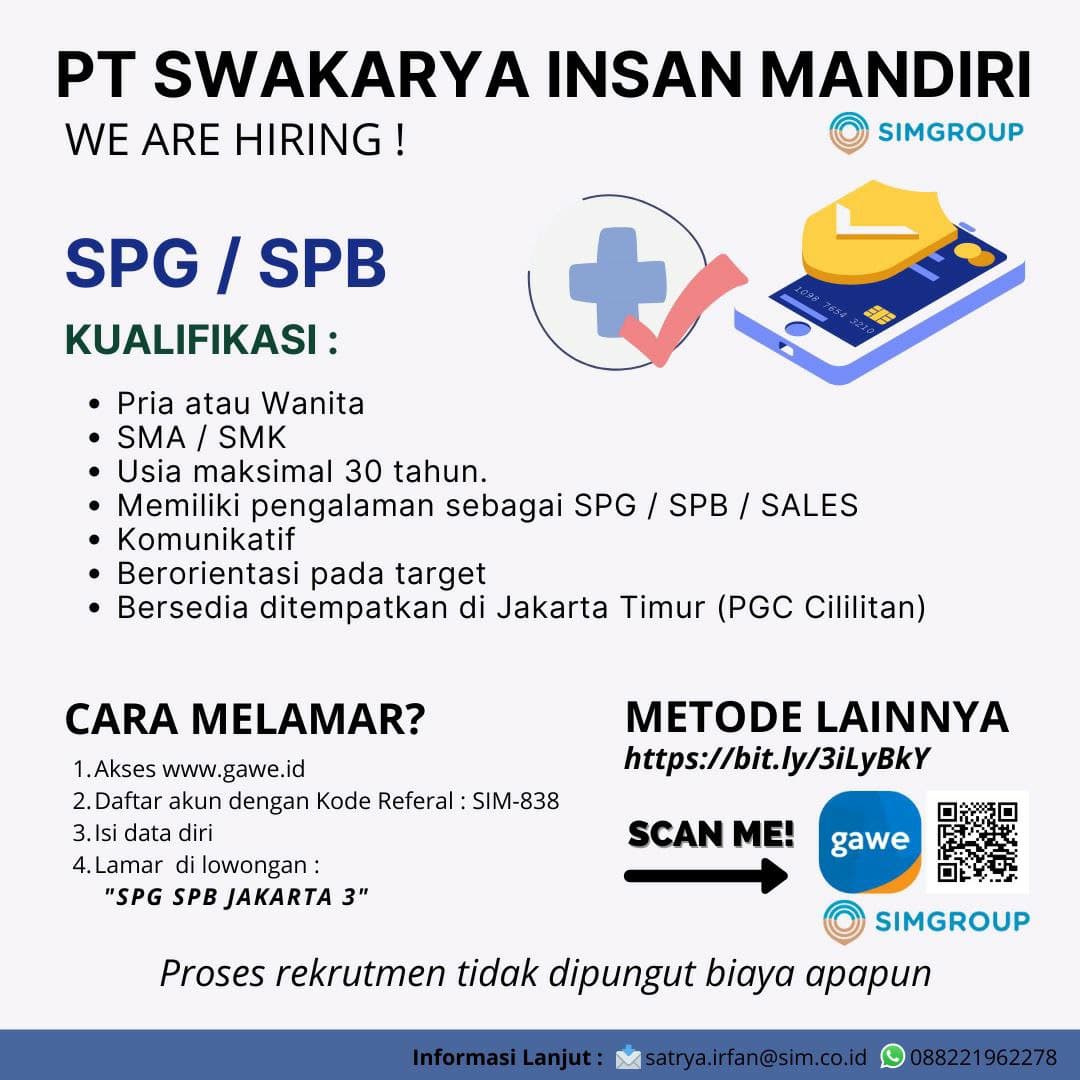 PT SWAKARYA INSAN MANDIRI
WE ARE HIRING !
SIMGROUP
SPG / SPB
1098 7654 3210
KUALIFIKASI :
• Pria atau Wanita
• SMA / SMK
• Usia maksimal 30 tahun.
• Memiliki pengalaman sebagai SPG / SPB / SALES
• Komunikatif
• Berorientasi pada target
• Bersedia ditempatkan di Jakarta Timur (PGC Cililitan)
CARA MELAMAR?
1. Akses www.gawe.id
2. Daftar akun dengan Kode Referal : SIM-838
3. Isi data diri
4. Lamar di lowongan :
"SPG SPB JAKARTA 3"
METODE LAINNYA
https://bit.ly/3iLyBkY
SCAN ME!
gawe
SIMGROUP
Proses rekrutmen tidak dipungut biaya apapun
Informasi Lanjut : satrya.irfan@sim.co.id 088221962278